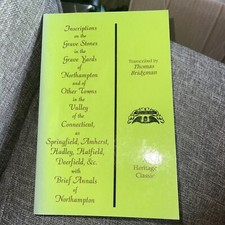 Inscriptions
on the
Grave Stones
in the
Grave Yards
of
Northampton
and of
Other Towns
in the
Valley
of the
Connecticut,
as
Springfield, Amherst,
Hadley, Hatfield,
Deerfield, &c.
with
Brief Annals
of
Northampton
Transcribed by
Thomas
Bridgman
Heritage
Classic